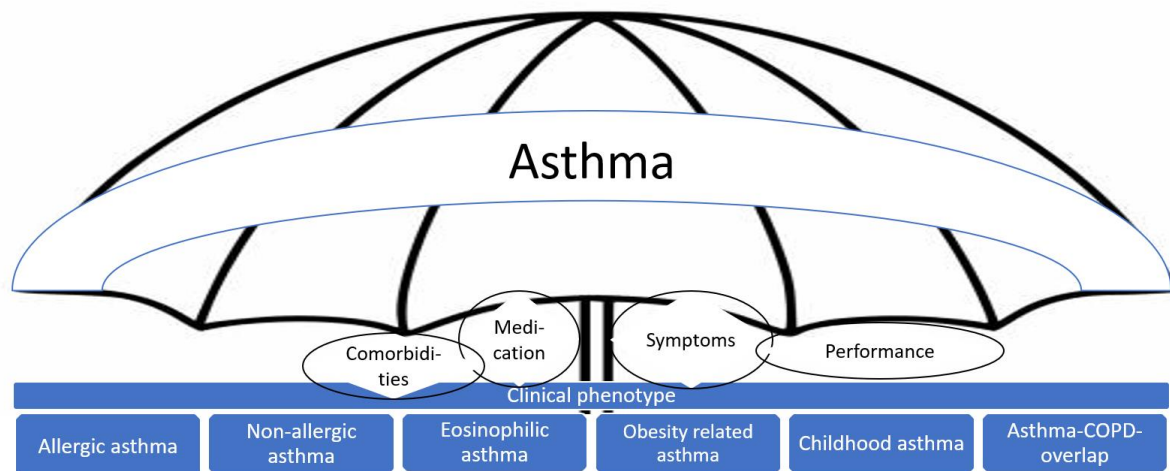 Asthma
Medi-
cation
Symptoms
Comorbidi-
ties
Performance
Clinical phenotype
Allergic asthma
Non-allergic
asthma
Eosinophilic
asthma
Obesity related
asthma
Childhood asthma
Asthma-COPD-
overlap